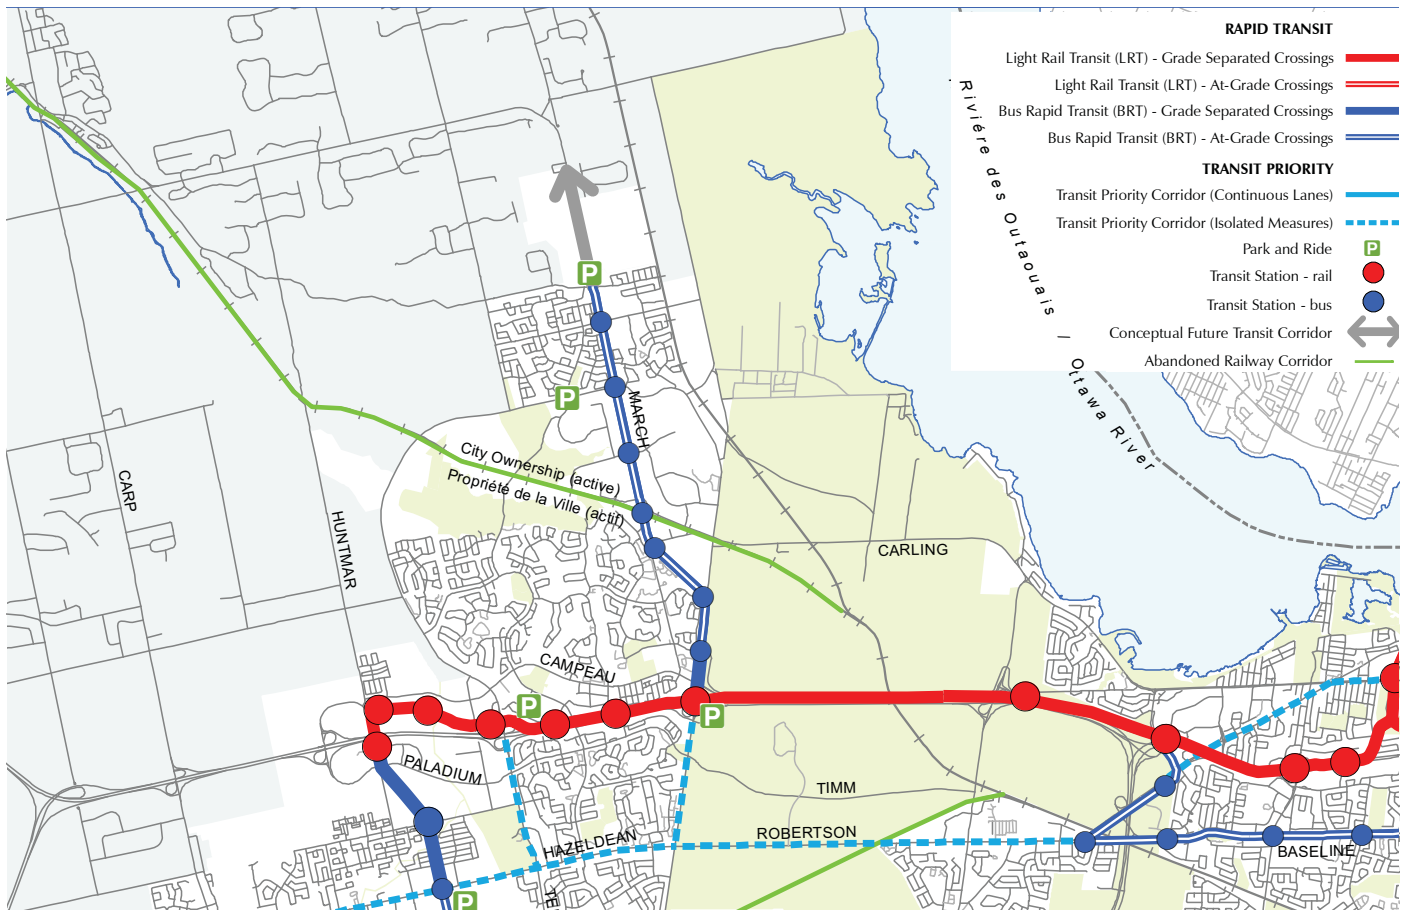 RAPID TRANSIT
Light Rail Transit (LRT) - Grade Separated Crossings
Light Rail Transit (LRT) - At-Grade Crossings
Bus Rapid Transit (BRT) - Grade Separated Crossings
Bus Rapid Transit (BRT) - At-Grade Crossings
TRANSIT PRIORITY
Transit Priority Corridor (Continuous Lanes)
Transit Priority Corridor (Isolated Measures)
Park and Ride P
Transit Station - rail
Transit Station - bus
Conceptual Future Transit Corridor
Abandoned Railway Corridor
Riviére des Outaouais / Ottawa River
P
P
MARCH
City Ownership (active)
Propriété de la Ville (actif)
CARP
HUNTMAR
CARLING
CAMPEAU
P
P
PALADIUM
TIMM
ROBERTSON
HAZELDEAN
BASELINE
P